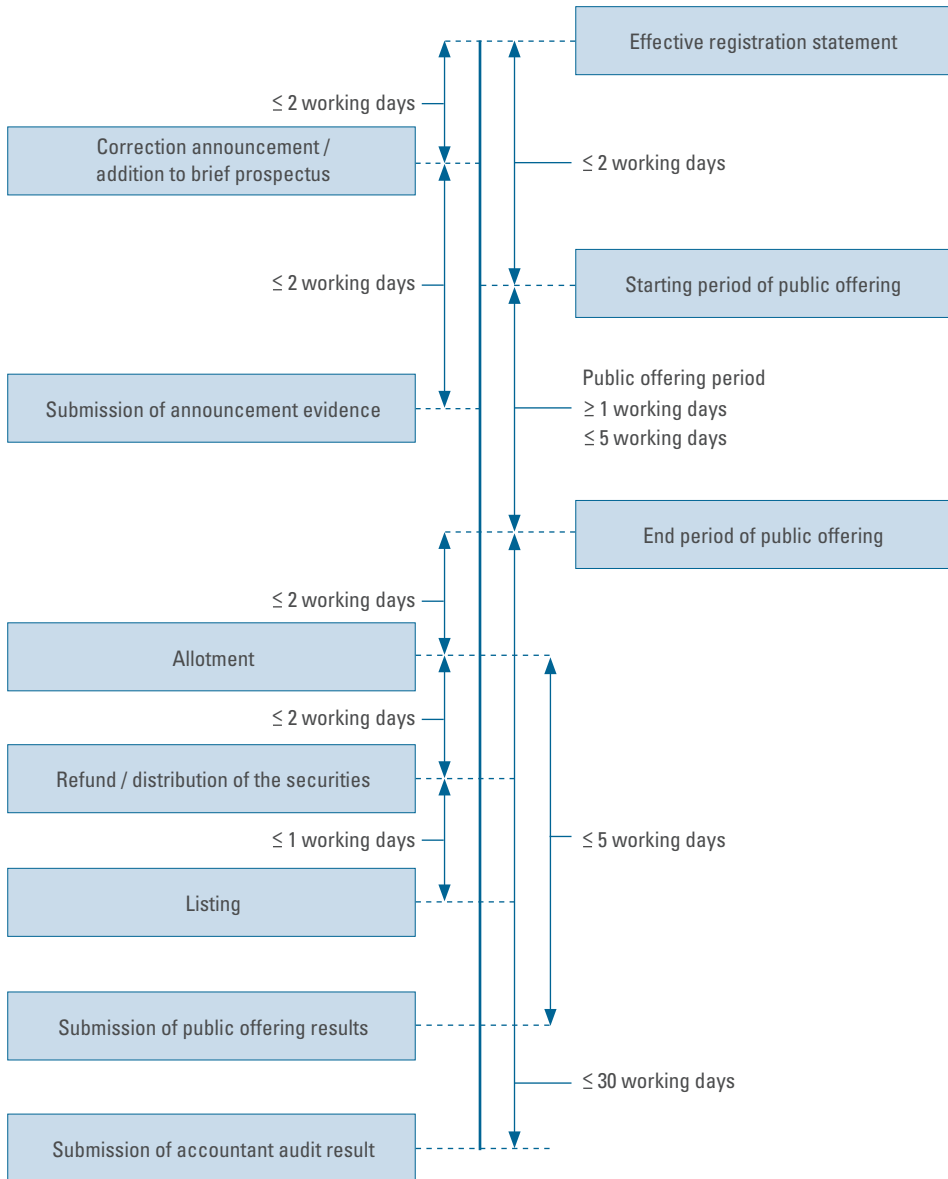 Effective registration statement
≤ 2 working days
Correction announcement /
addition to brief prospectus
≤ 2 working days
≤ 2 working days
Starting period of public offering
Public offering period
≥ 1 working days
≤ 5 working days
Submission of announcement evidence
End period of public offering
≤ 2 working days
Allotment
≤ 2 working days
Refund / distribution of the securities
≤ 1 working days
≤ 5 working days
Listing
Submission of public offering results
≤ 30 working days
Submission of accountant audit result